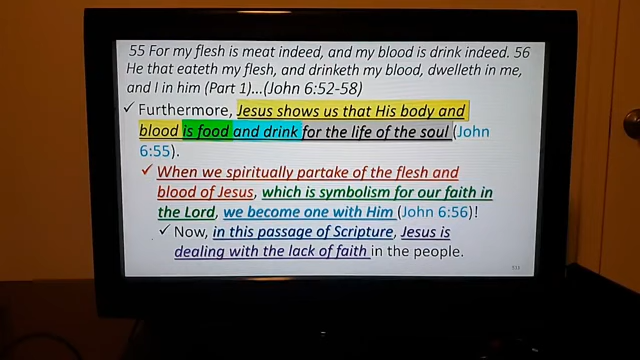 55 For my flesh is meat indeed, and my blood is drink indeed. 56
He that eateth my flesh, and drinketh my blood, dwelleth in me,
and I in him (Part 1)...(John 6:52-58)
✓ Furthermore, Jesus shows us that His body and
blood is food and drink for the life of the soul (John
6:55).
✓ When we spiritually partake of the flesh and
blood of Jesus, which is symbolism for our faith in
the Lord, we become one with Him (John 6:56)!
✓ Now, in this passage of Scripture, Jesus is
dealing with the lack of faith in the people.